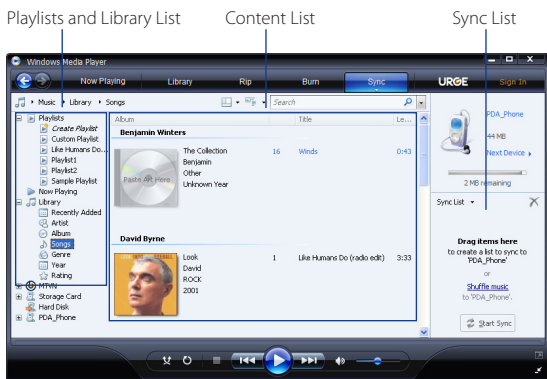 Playlists and Library List Content List Sync List
Windows Media Player
Now Playing Library Rip Burn Sync URGE Sign In
Music Library Songs Search
Playlists
Create Playlist
Custom Playlist
Like Humans Do...
Playlist1
Playlist2
Sample Playlist
Now Playing
Library
Recently Added
Artist
Album
Songs
Genre
Year
Rating
MTVN
Storage Card
Hard Disk
PDA_Phone
Album Title Le...
Benjamin Winters
Paste Art Here
The Collection 16 Winds 0:43
Benjamin
Other
Unknown Year
David Byrne
Look 1 Like Humans Do (radio edit) 3:33
David
ROCK
2001
PDA_Phone
44 MB
Next Device
2 MB remaining
Sync List
Drag items here
to create a list to sync to
'PDA_Phone'
or
Shuffle music
to 'PDA_Phone'.
Start Sync